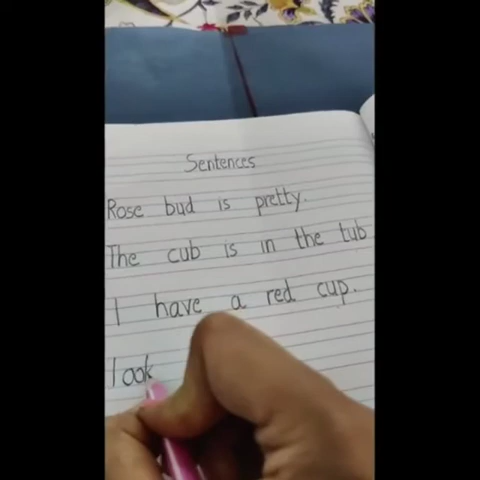 Sentences
Rose bud is pretty.
The cub is in the tub
I have a red cup.
look